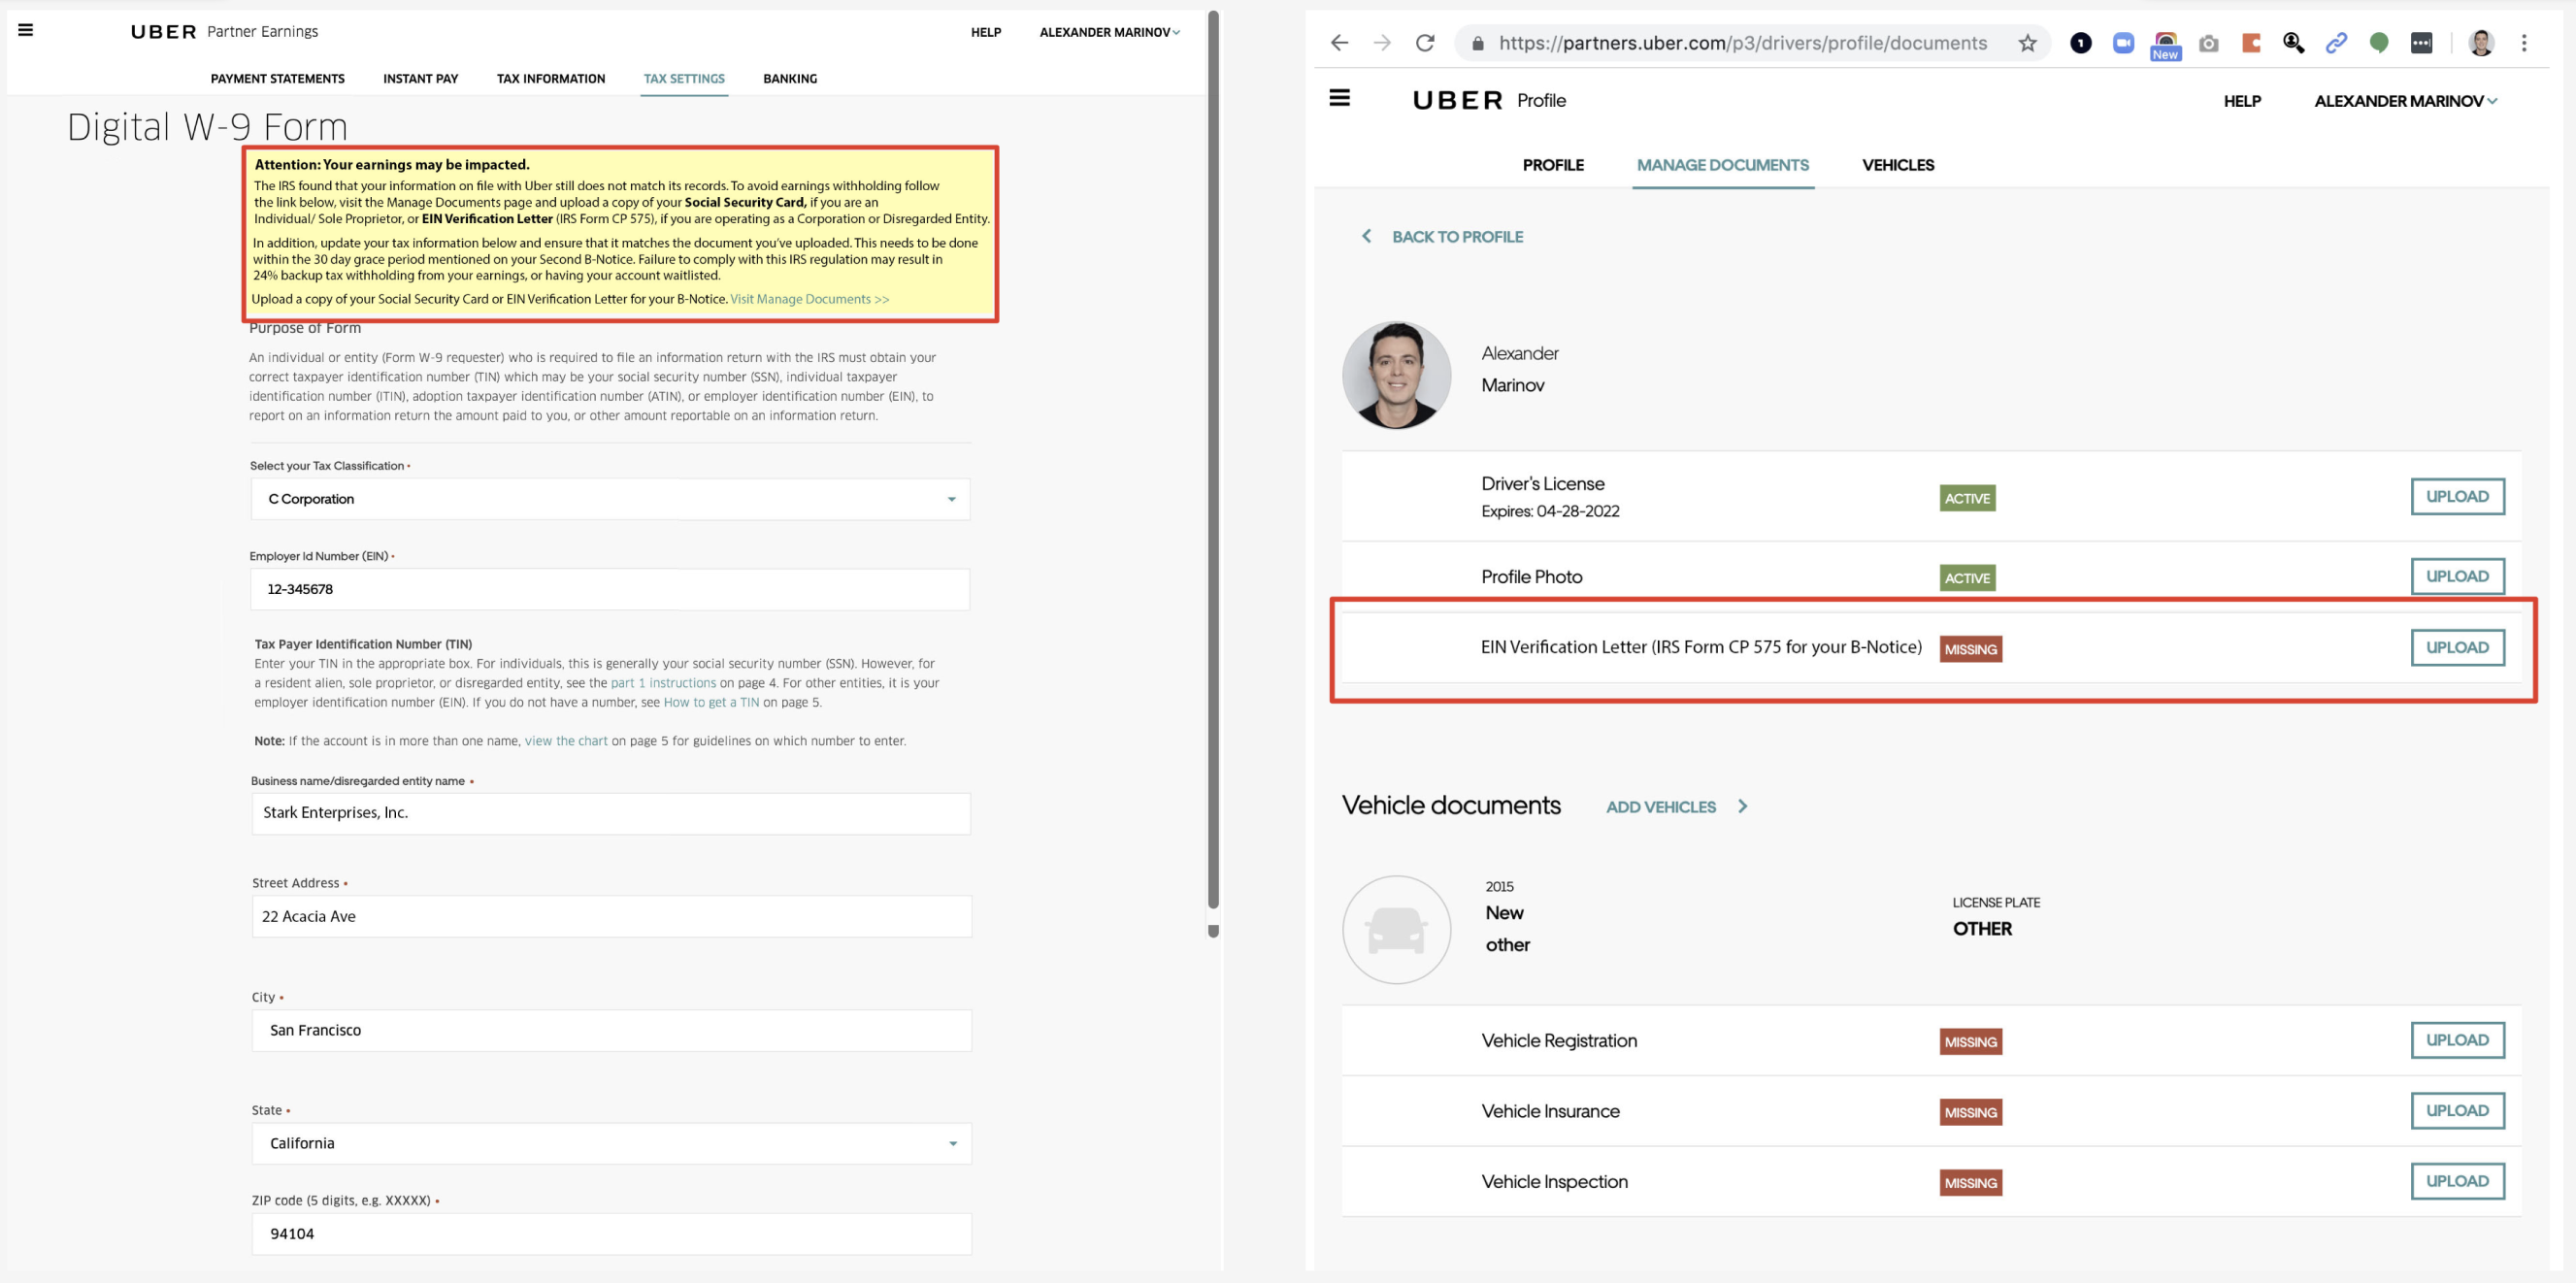 UBER Partner Earnings
HELP
ALEXANDER MARINOV
PAYMENT STATEMENTS
INSTANT PAY
TAX INFORMATION
TAX SETTINGS
BANKING
Digital W-9 Form
Attention: Your earnings may be impacted.
The IRS found that your information on file with Uber still does not match its records. To avoid earnings withholding follow
the link below, visit the Manage Documents page and upload a copy of your Social Security Card, if you are an
Individual/ Sole Proprietor, or EIN Verification Letter (IRS Form CP 575), if you are operating as a Corporation or Disregarded Entity.
In addition, update your tax information below and ensure that it matches the document you've uploaded. This needs to be done
within the 30 day grace period mentioned on your Second B-Notice. Failure to comply with this IRS regulation may result in
24% backup tax withholding from your earnings, or having your account waitlisted.
Upload a copy of your Social Security Card or EIN Verification Letter for your B-Notice. Visit Manage Documents >>
Purpose of Form
An individual or entity (Form W-9 requester) who is required to file an information return with the IRS must obtain your
correct taxpayer identification number (TIN) which may be your social security number (SSN), individual taxpayer
identification number (ITIN), adoption taxpayer identification number (ATIN), or employer identification number (EIN), to
report on an information return the amount paid to you, or other amount reportable on an information return.
Select your Tax Classification •
C Corporation
Employer Id Number (EIN) •
12-345678
Tax Payer Identification Number (TIN)
Enter your TIN in the appropriate box. For individuals, this is generally your social security number (SSN). However, for
a resident alien, sole proprietor, or disregarded entity, see the part 1 instructions on page 4. For other entities, it is your
employer identification number (EIN). If you do not have a number, see How to get a TIN on page 5.
Note: If the account is in more than one name, view the chart on page 5 for guidelines on which number to enter.
Business name/disregarded entity name •
Stark Enterprises, Inc.
Street Address •
22 Acacia Ave
City •
San Francisco
State •
California
ZIP code (5 digits, e.g. XXXXX) •
94104
https://partners.uber.com/p3/drivers/profile/documents
1
New
UBER Profile
HELP
ALEXANDER MARINOV
PROFILE
MANAGE DOCUMENTS
VEHICLES
BACK TO PROFILE
Alexander
Marinov
Driver's License
Expires: 04-28-2022
ACTIVE
UPLOAD
Profile Photo
ACTIVE
UPLOAD
EIN Verification Letter (IRS Form CP 575 for your B-Notice)
MISSING
UPLOAD
Vehicle documents
ADD VEHICLES
2015
New
other
LICENSE PLATE
OTHER
Vehicle Registration
MISSING
UPLOAD
Vehicle Insurance
MISSING
UPLOAD
Vehicle Inspection
MISSING
UPLOAD